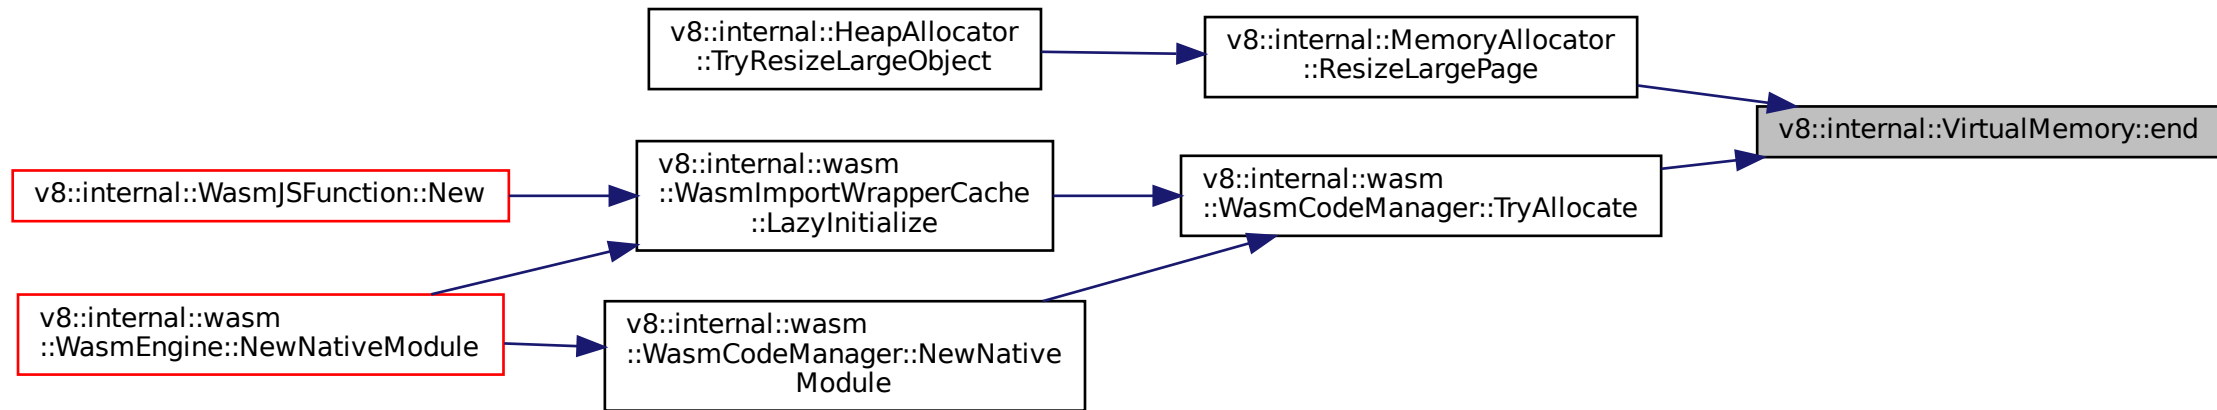 v8::internal::HeapAllocator
::TryResizeLargeObject
v8::internal::MemoryAllocator
::ResizeLargePage
v8::internal::VirtualMemory::end
v8::internal::WasmJSFunction::New
v8::internal::wasm
::WasmImportWrapperCache
::LazyInitialize
v8::internal::wasm
::WasmCodeManager::TryAllocate
v8::internal::wasm
::WasmEngine::NewNativeModule
v8::internal::wasm
::WasmCodeManager::NewNative
Module